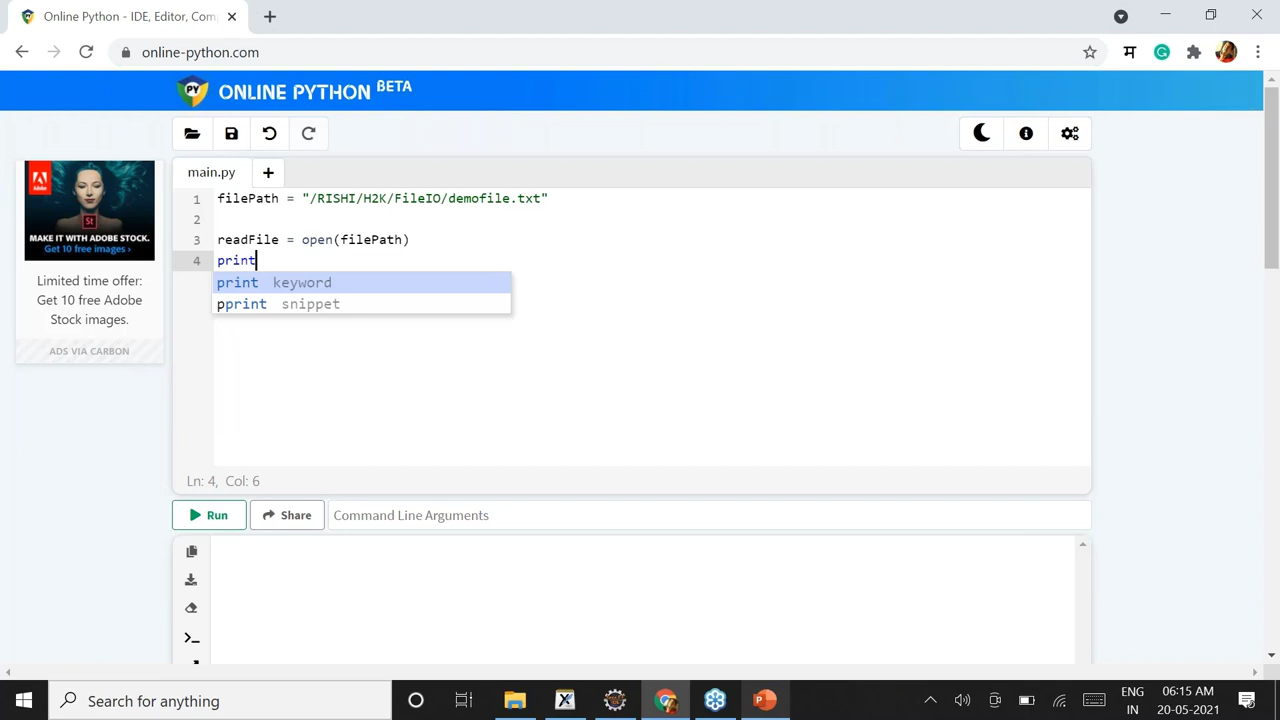 Online Python - IDE, Editor, Com
online-python.com
म
PY ONLINE PYTHON BETA
main.py
1 filePath = "/RISHI/H2K/FileIO/demofile.txt"
2
3 readFile = open(filePath)
4 print
print keyword
pprint snippet
St
MAKE IT WITH ADOBE STOCK.
Get 10 free images ›
Limited time offer:
Get 10 free Adobe
Stock images.
ADS VIA CARBON
Ln: 4, Col: 6
Run
Share
Command Line Arguments
Search for anything
ENG
IN
06:15 AM
20-05-2021